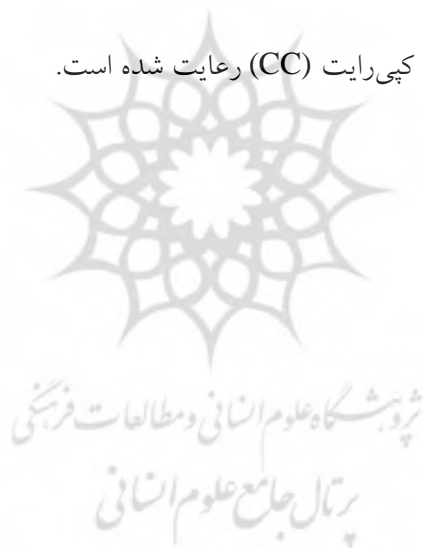 کپی‌رایت (CC) رعایت شده است.
پژوهشگاه علوم انسانی و مطالعات فرهنگی
پرتال جامع علوم انسانی